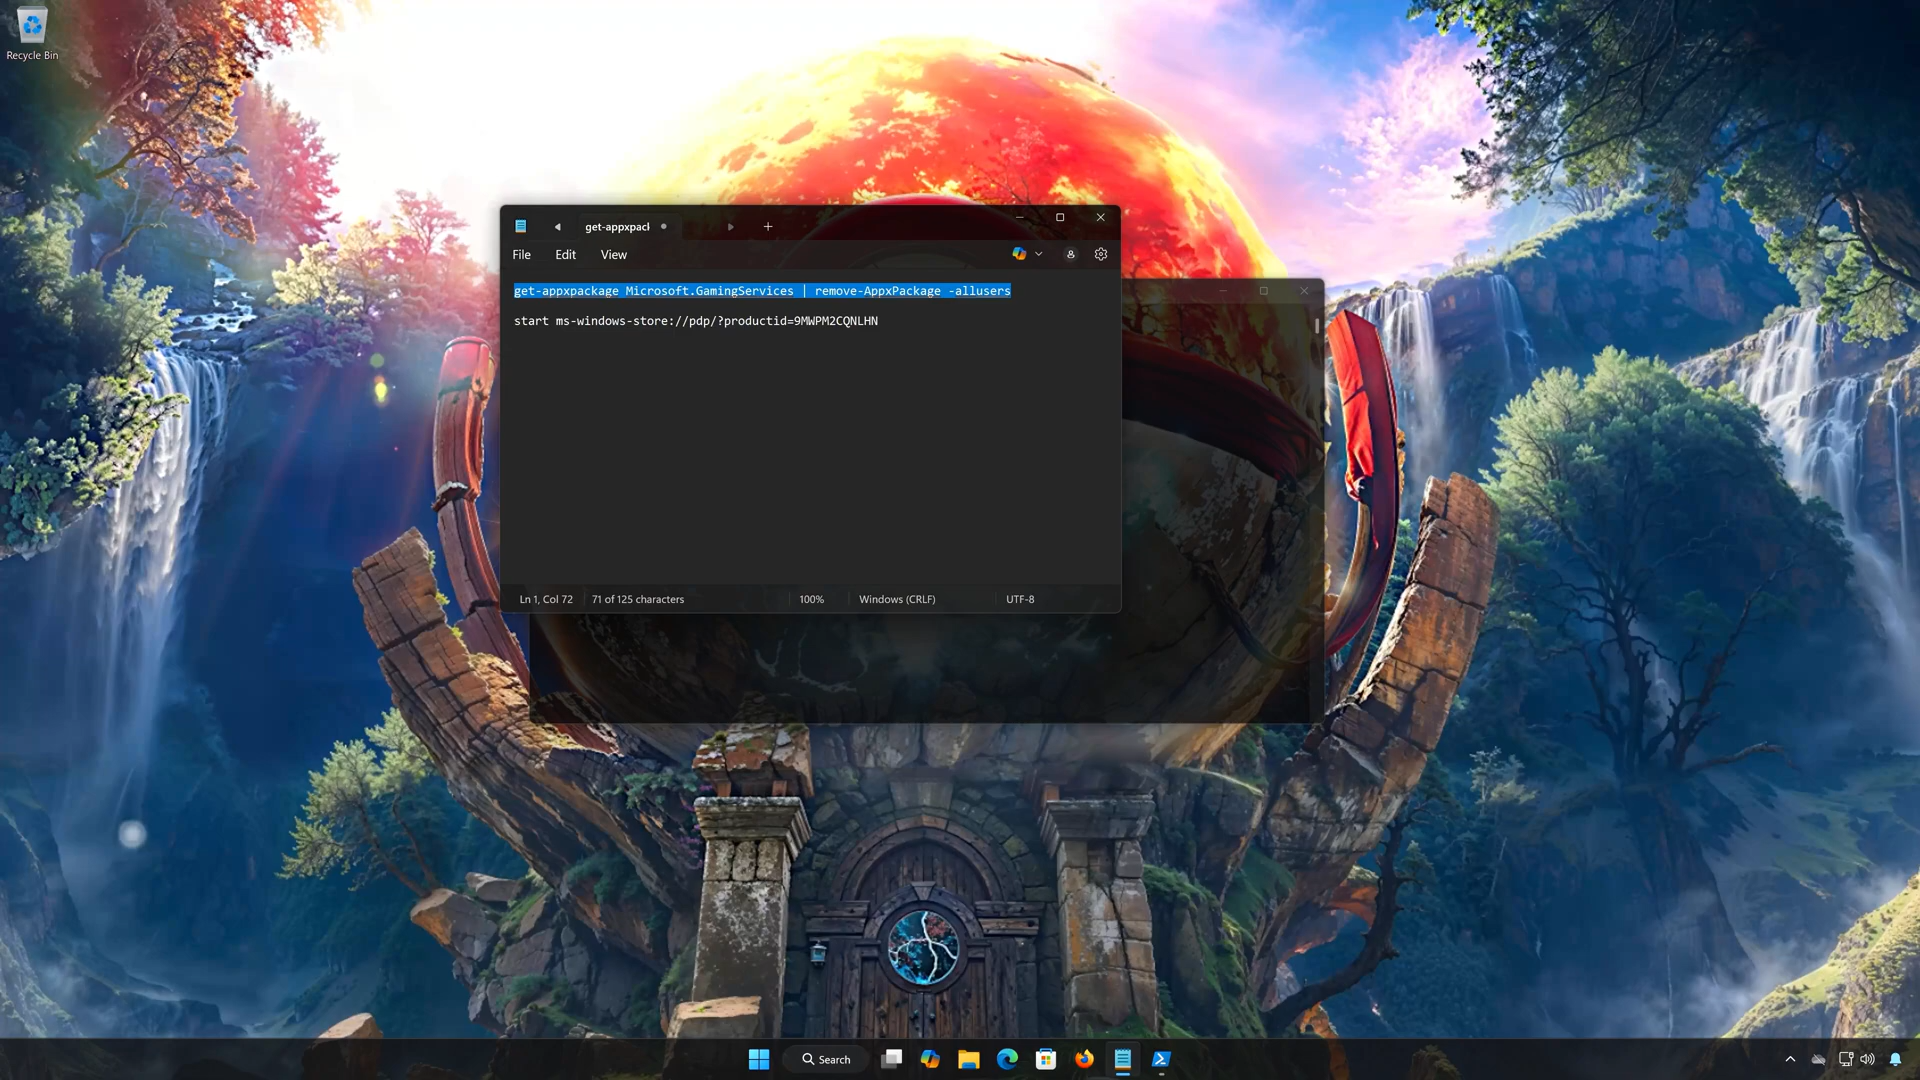 Recycle Bin
get-appxpacl
File Edit View
get-appxpackage Microsoft.GamingServices | remove-AppxPackage -allusers
start ms-windows-store://pdp/?productid=9MWPM2CQNLHN
Ln 1, Col 72 71 of 125 characters 100% Windows (CRLF) UTF-8
Search